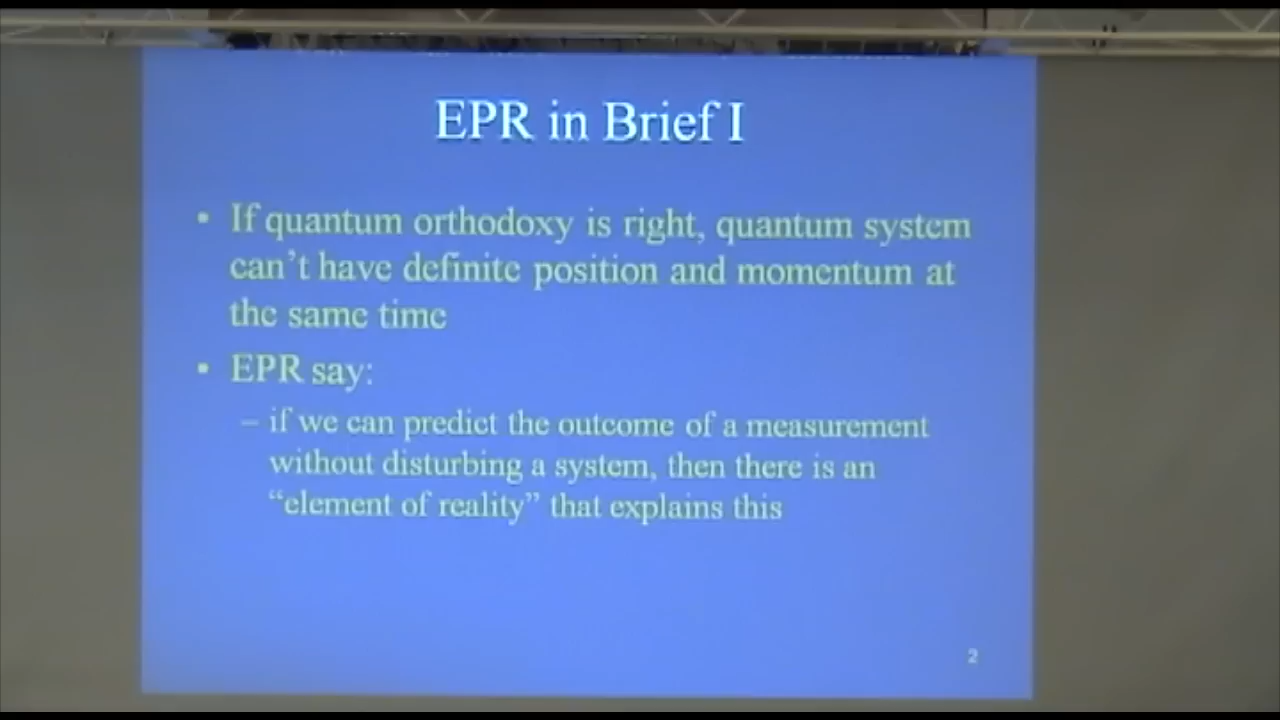 EPR in Brief I
• If quantum orthodoxy is right, quantum system
can't have definite position and momentum at
the same time
• EPR say:
– if we can predict the outcome of a measurement
without disturbing a system, then there is an
“element of reality” that explains this
2